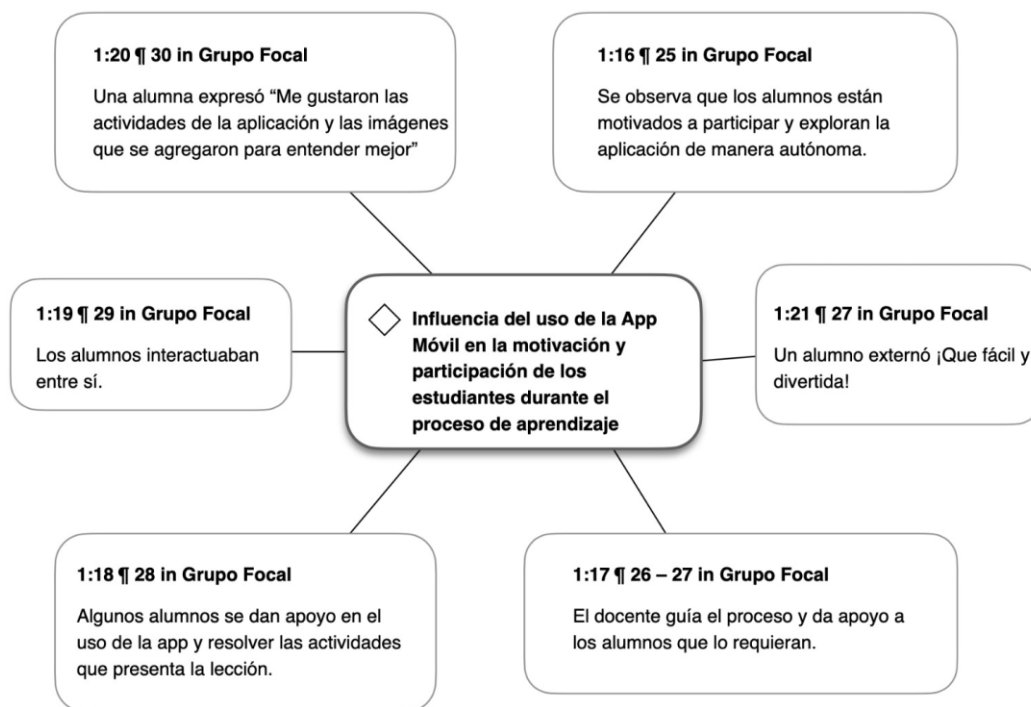 1:20 ¶ 30 in Grupo Focal
Una alumna expresó “Me gustaron las
actividades de la aplicación y las imágenes
que se agregaron para entender mejor”
1:16 ¶ 25 in Grupo Focal
Se observa que los alumnos están
motivados a participar y exploran la
aplicación de manera autónoma.
1:19 ¶ 29 in Grupo Focal
Los alumnos interactuaban
entre sí.
Influencia del uso de la App
Móvil en la motivación y
participación de los
estudiantes durante el
proceso de aprendizaje
1:21 ¶ 27 in Grupo Focal
Un alumno externó ¡Que fácil y
divertida!
1:18 ¶ 28 in Grupo Focal
Algunos alumnos se dan apoyo en el
uso de la app y resolver las actividades
que presenta la lección.
1:17 ¶ 26 – 27 in Grupo Focal
El docente guía el proceso y da apoyo a
los alumnos que lo requieran.